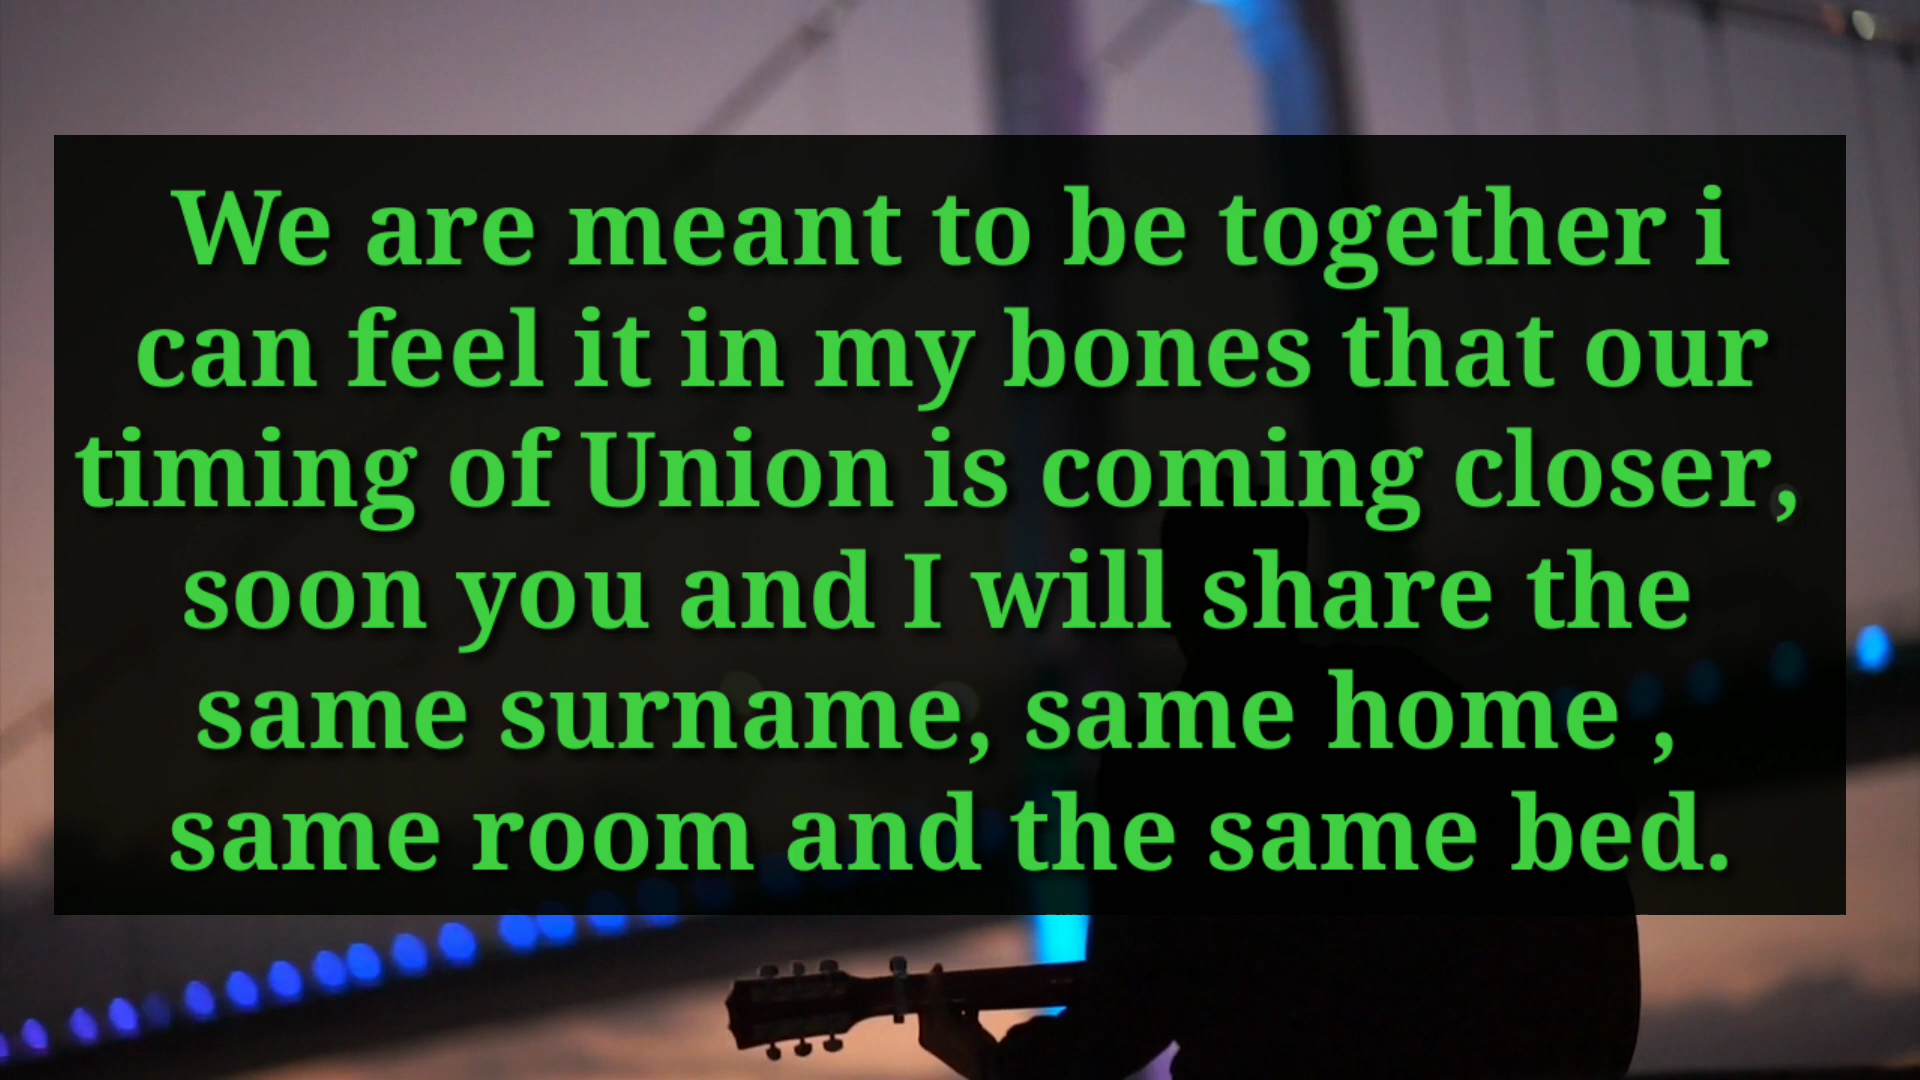 We are meant to be together i
can feel it in my bones that our
timing of Union is coming closer,
soon you and I will share the
same surname, same home ,
same room and the same bed.